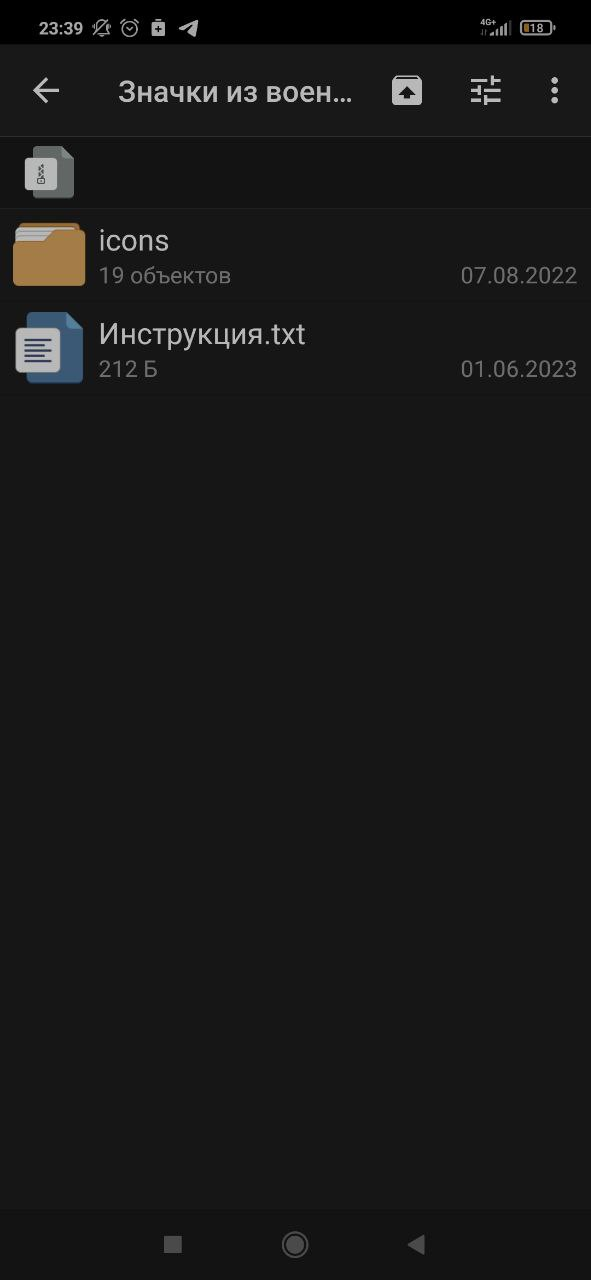 23:39 4G+ 18
Значки из воен...
icons
19 объектов 07.08.2022
Инструкция.txt
212 Б 01.06.2023